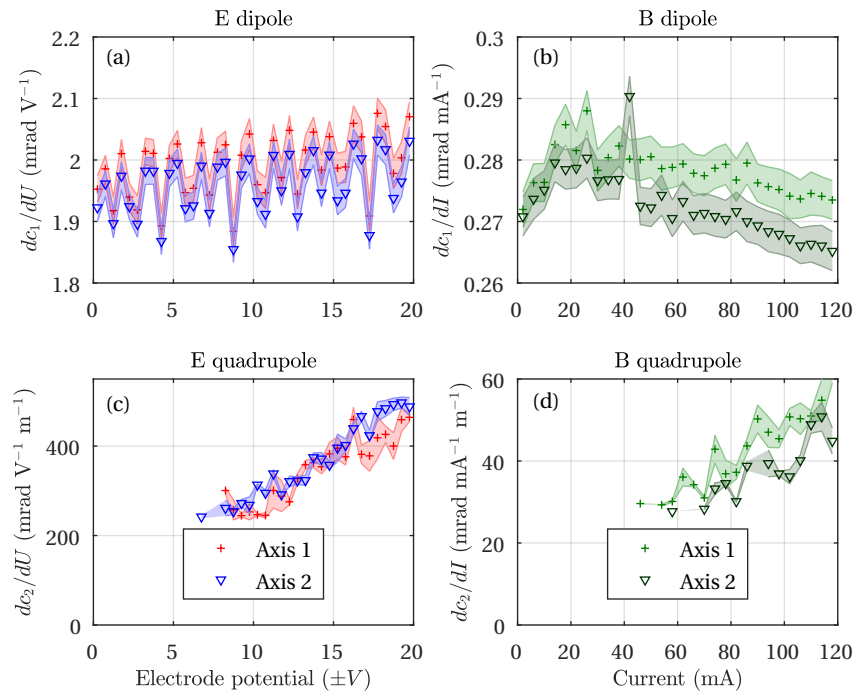 E dipole
B dipole
(a)
(b)
dc₁/dU (mrad V⁻¹)
2.2
2.1
2
1.9
1.8
0 5 10 15 20
dc₁/dI (mrad mA⁻¹)
0.3
0.29
0.28
0.27
0.26
0 20 40 60 80 100 120
E quadrupole
B quadrupole
(c)
(d)
dc₂/dU (mrad V⁻¹ m⁻¹)
400
200
0
Axis 1
Axis 2
0 5 10 15 20
Electrode potential (±V)
dc₂/dI (mrad mA⁻¹ m⁻¹)
60
40
20
0
Axis 1
Axis 2
0 20 40 60 80 100 120
Current (mA)